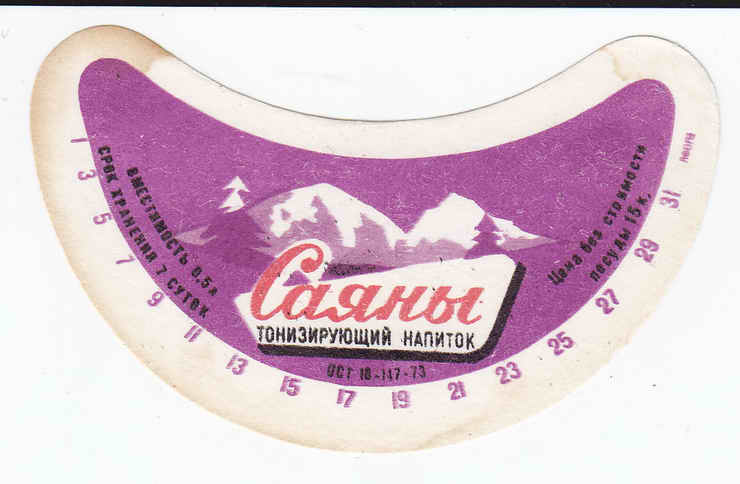 ВМЕСТИМОСТЬ 0,5 л
СРОК ХРАНЕНИЯ 7 СУТОК
Саяны
ТОНИЗИРУЮЩИЙ НАПИТОК
ОСТ 18-117-73
Цена без стоимости
посуды 15 к.
1 3 5 7 9 11 13 15 17 19 21 23 25 27 29 31